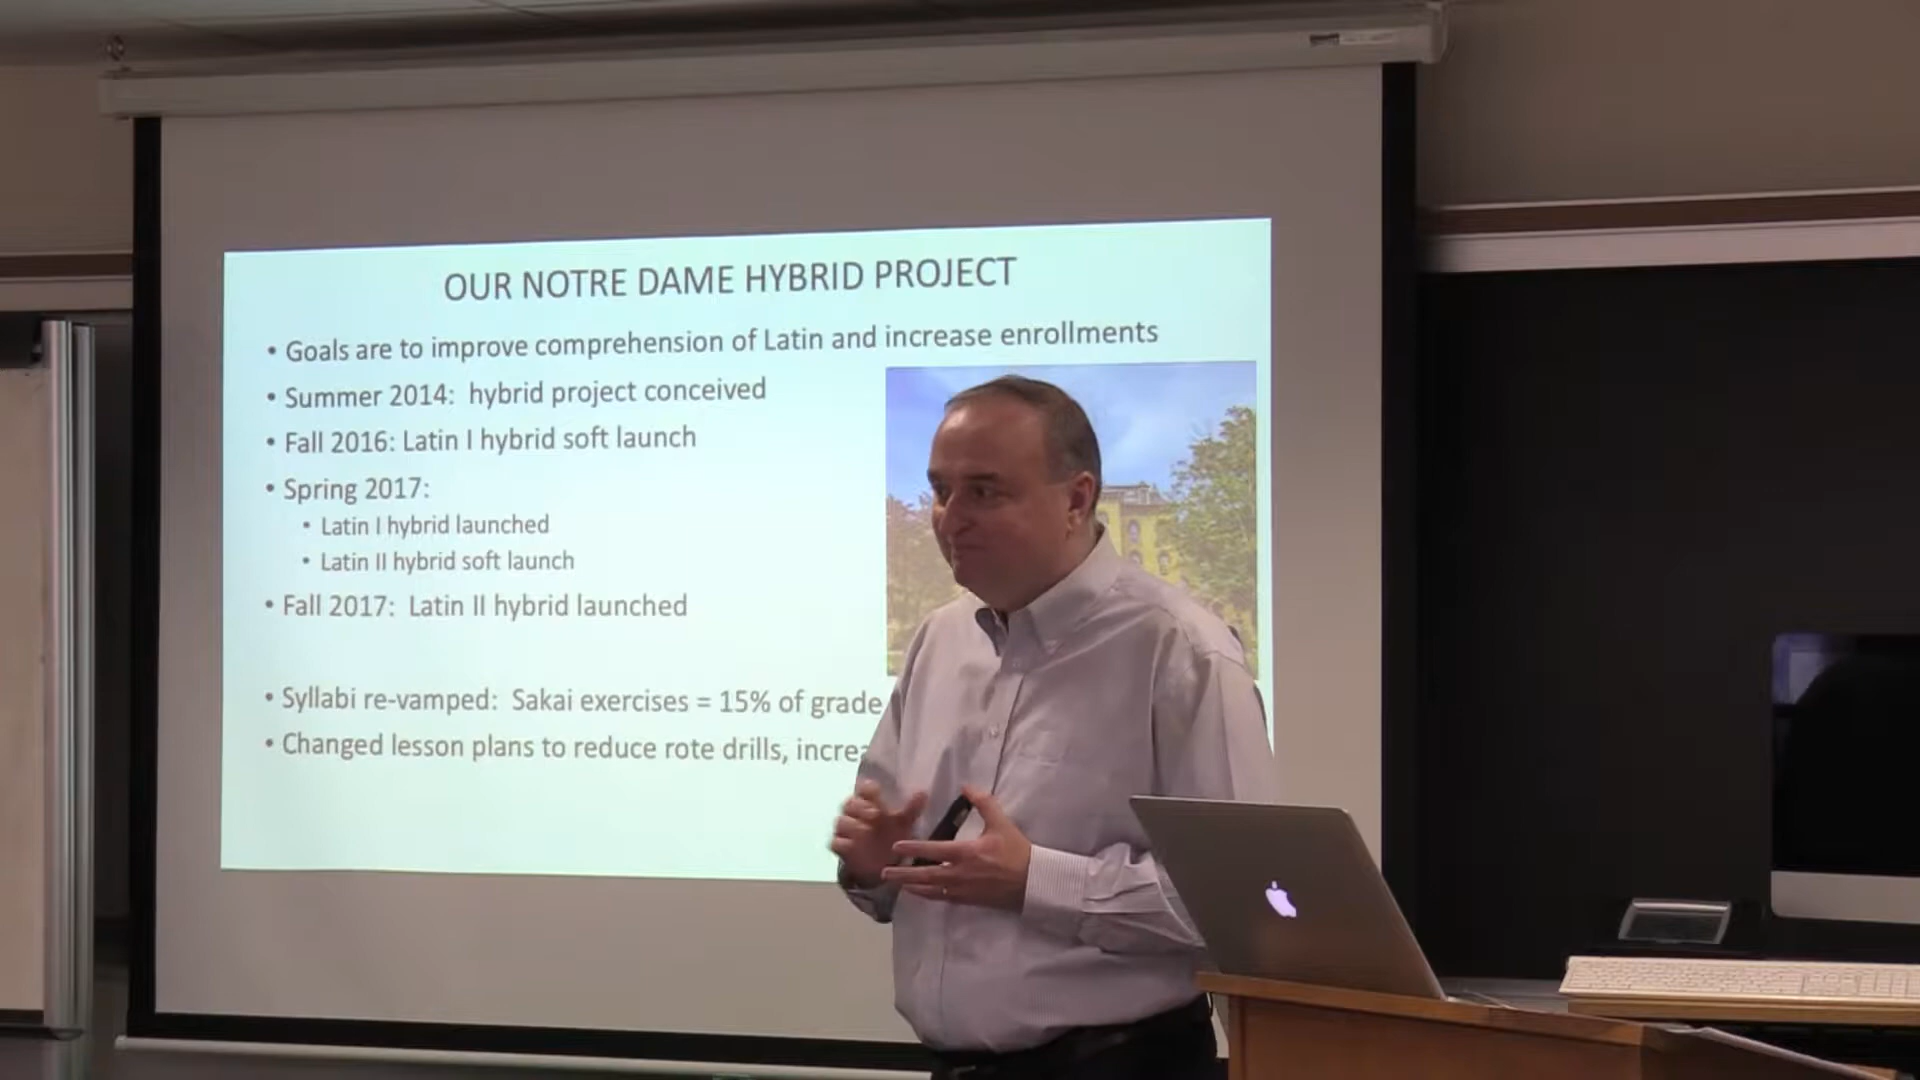 OUR NOTRE DAME HYBRID PROJECT
• Goals are to improve comprehension of Latin and increase enrollments
• Summer 2014: hybrid project conceived
• Fall 2016: Latin I hybrid soft launch
• Spring 2017:
• Latin I hybrid launched
• Latin II hybrid soft launch
• Fall 2017: Latin II hybrid launched
• Syllabi re-vamped: Sakai exercises = 15% of grade
• Changed lesson plans to reduce rote drills,